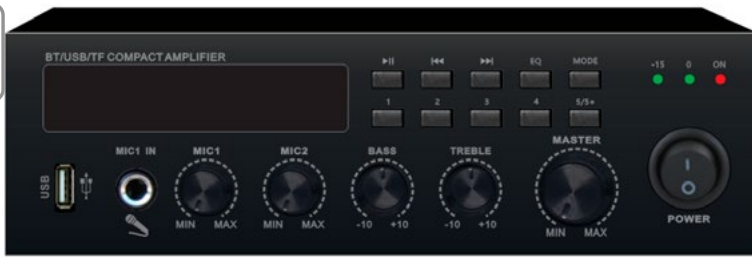 BT/USB/TF COMPACT AMPLIFIER
EQ MODE
1 2 3 4 5/5+
-15 0 ON
MIC1 IN MIC1 MIC2 BASS TREBLE MASTER
USB
MIN MAX MIN MAX -10 +10 -10 +10 MIN MAX
POWER